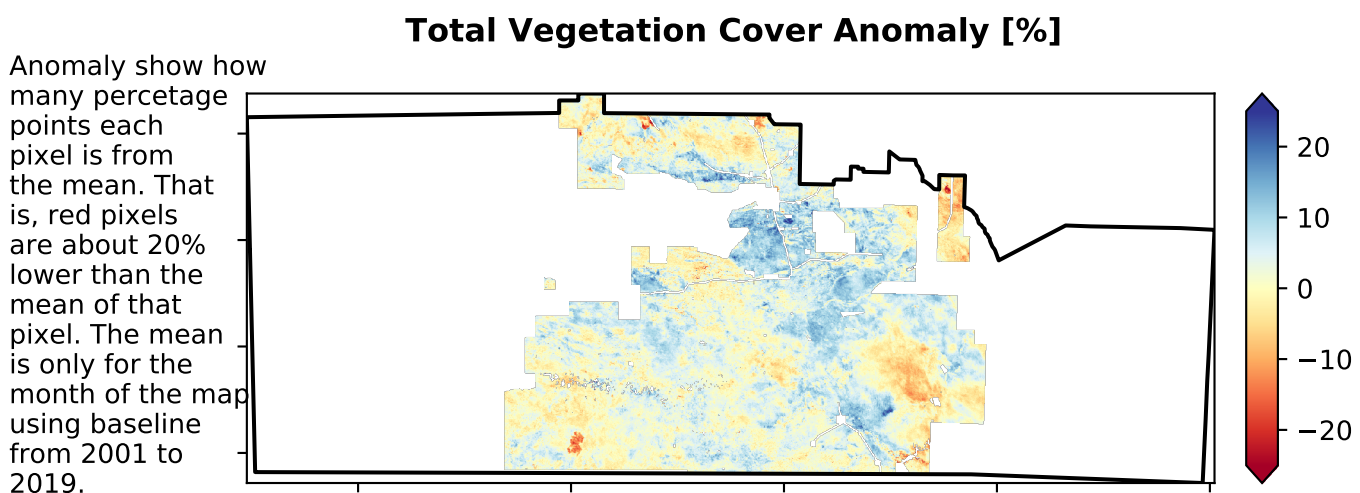 Total Vegetation Cover Anomaly [%]
Anomaly show how
many percetage
points each
pixel is from
the mean. That
is, red pixels
are about 20%
lower than the
mean of that
pixel. The mean
is only for the
month of the map
using baseline
from 2001 to
2019.
20
10
0
−10
−20